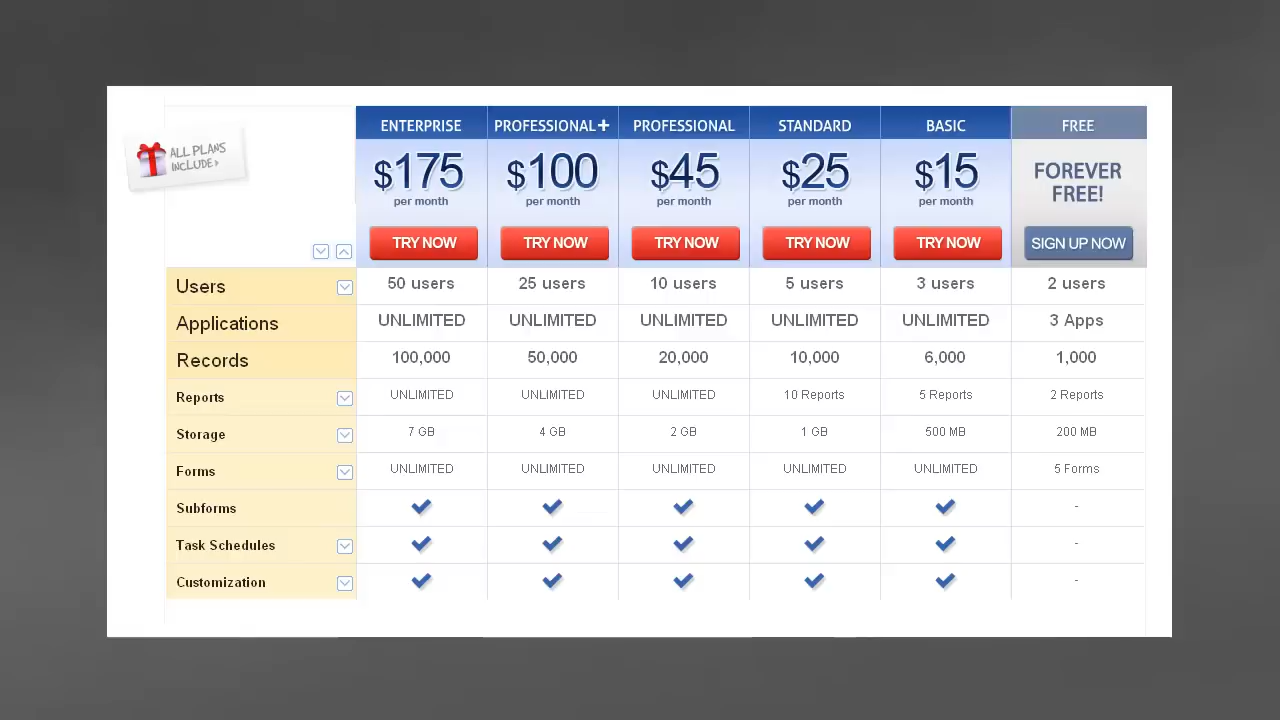 ENTERPRISE PROFESSIONAL+ PROFESSIONAL STANDARD BASIC FREE
ALL PLANS
INCLUDE ›
$175 $100 $45 $25 $15 FOREVER
FREE!
per month per month per month per month per month
TRY NOW TRY NOW TRY NOW TRY NOW TRY NOW SIGN UP NOW
Users 50 users 25 users 10 users 5 users 3 users 2 users
Applications UNLIMITED UNLIMITED UNLIMITED UNLIMITED UNLIMITED 3 Apps
Records 100,000 50,000 20,000 10,000 6,000 1,000
Reports UNLIMITED UNLIMITED UNLIMITED 10 Reports 5 Reports 2 Reports
Storage 7 GB 4 GB 2 GB 1 GB 500 MB 200 MB
Forms UNLIMITED UNLIMITED UNLIMITED UNLIMITED UNLIMITED 5 Forms
Subforms -
Task Schedules -
Customization -